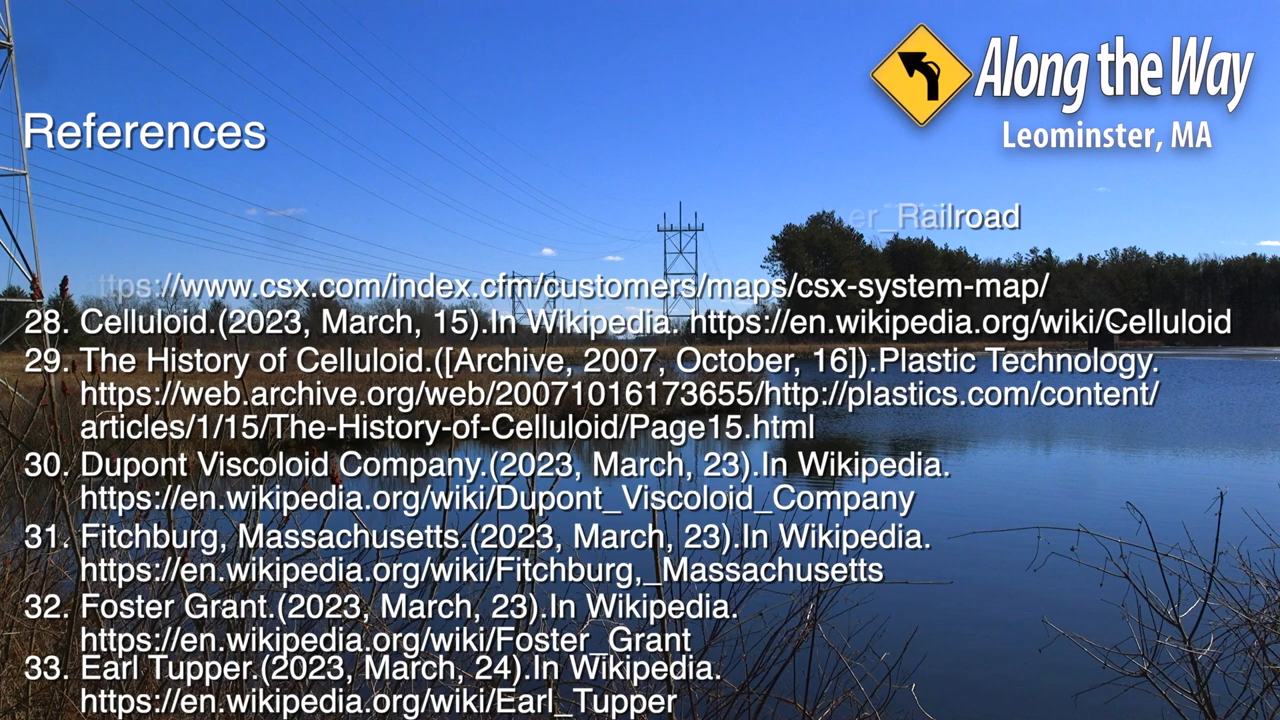 Along the Way
Leominster, MA
References
er_Railroad
https://www.csx.com/index.cfm/customers/maps/csx-system-map/
28. Celluloid.(2023, March, 15).In Wikipedia. https://en.wikipedia.org/wiki/Celluloid
29. The History of Celluloid.([Archive, 2007, October, 16]).Plastic Technology.
https://web.archive.org/web/20071016173655/http://plastics.com/content/
articles/1/15/The-History-of-Celluloid/Page15.html
30. Dupont Viscoloid Company.(2023, March, 23).In Wikipedia.
https://en.wikipedia.org/wiki/Dupont_Viscoloid_Company
31. Fitchburg, Massachusetts.(2023, March, 23).In Wikipedia.
https://en.wikipedia.org/wiki/Fitchburg,_Massachusetts
32. Foster Grant.(2023, March, 23).In Wikipedia.
https://en.wikipedia.org/wiki/Foster_Grant
33. Earl Tupper.(2023, March, 24).In Wikipedia.
https://en.wikipedia.org/wiki/Earl_Tupper